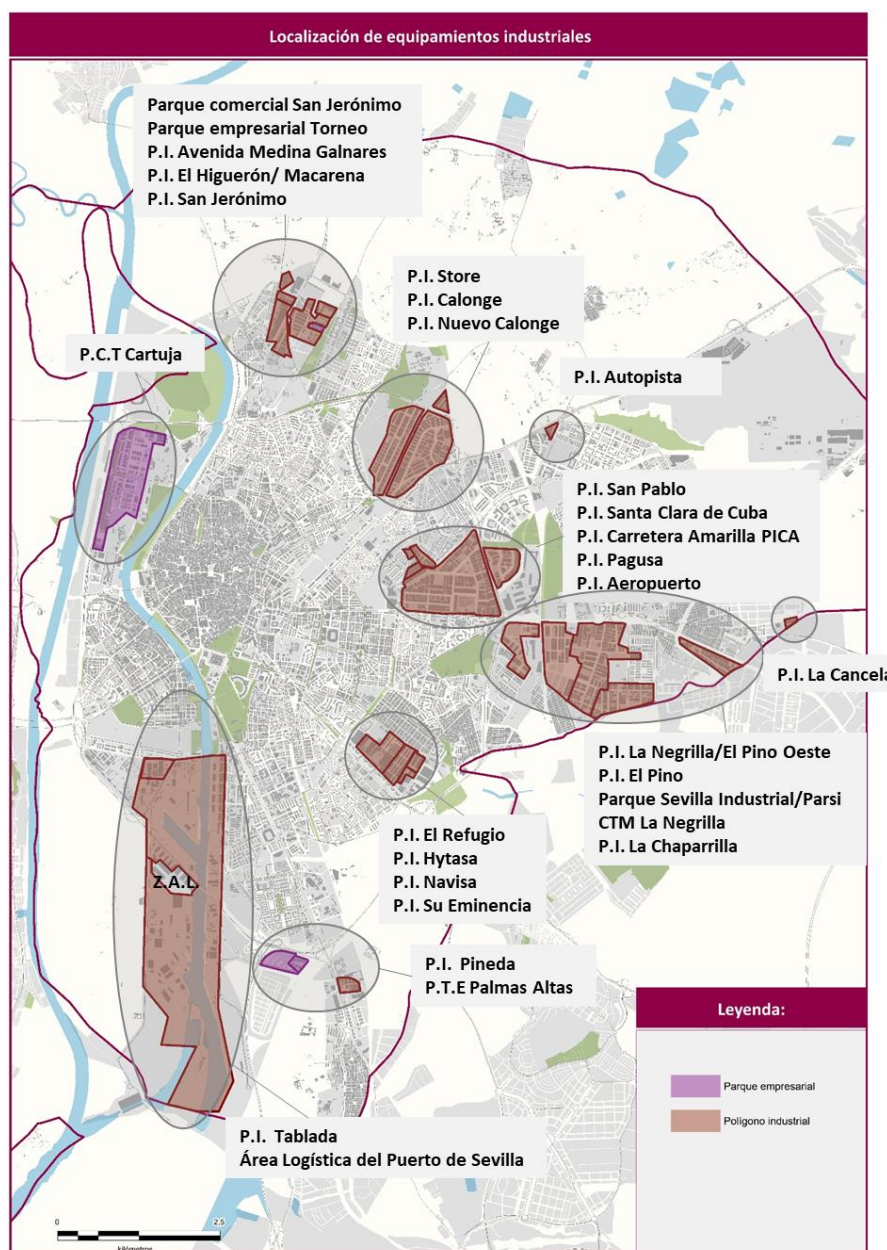 Localización de equipamientos industriales
Parque comercial San Jerónimo
Parque empresarial Torneo
P.I. Avenida Medina Galnares
P.I. El Higuerón/ Macarena
P.I. San Jerónimo
P.I. Store
P.I. Calonge
P.I. Nuevo Calonge
P.C.T Cartuja
P.I. Autopista
P.I. San Pablo
P.I. Santa Clara de Cuba
P.I. Carretera Amarilla PICA
P.I. Pagusa
P.I. Aeropuerto
P.I. La Cancela
P.I. La Negrilla/El Pino Oeste
P.I. El Pino
Parque Sevilla Industrial/Parsi
CTM La Negrilla
P.I. La Chaparrilla
P.I. El Refugio
P.I. Hytasa
P.I. Navisa
P.I. Su Eminencia
Z.A.L.
P.I. Pineda
P.T.E Palmas Altas
Leyenda:
Parque empresarial
Polígono industrial
P.I. Tablada
Área Logística del Puerto de Sevilla
0 2.5
kilómetros